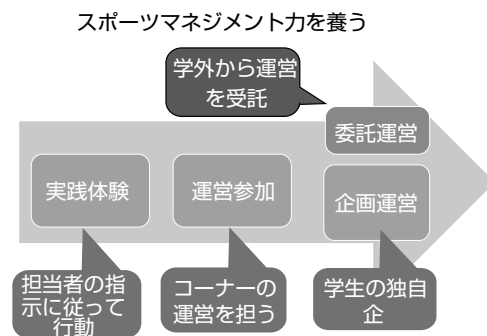 スポーツマネジメント力を養う
学外から運営
を受託
委託運営
実践体験
運営参加
企画運営
担当者の指
示に従って
行動
コーナーの
運営を担う
学生の独自
企